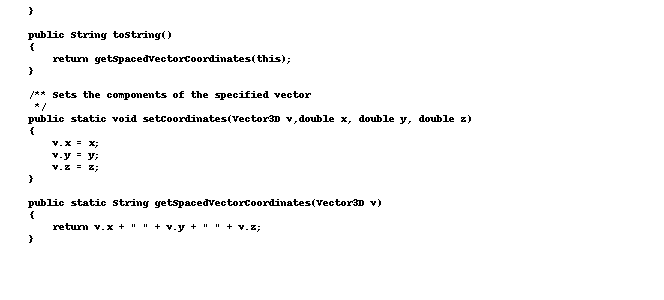 }
public String toString()
{
return getSpacedVectorCoordinates(this);
}
/** Sets the components of the specified vector
*/
public static void setCoordinates(Vector3D v,double x, double y, double z)
{
v.x = x;
v.y = y;
v.z = z;
}
public static String getSpacedVectorCoordinates(Vector3D v)
{
return v.x + " " + v.y + " " + v.z;
}